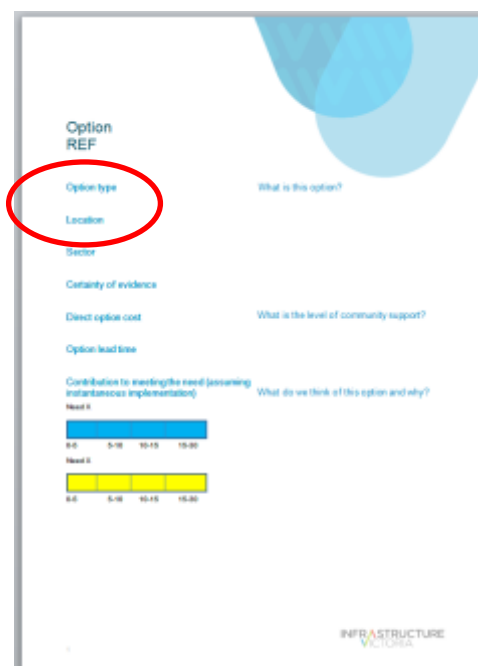 Option
REF
Option type
Location
Sector
Certainty of evidence
Direct option cost
Option lead time
Contribution to meeting the need (assuming
instantaneous implementation)
Need X
0-5 5-10 10-15 15-30
Need X
0-5 5-10 10-15 15-30
What is this option?
What is the level of community support?
What do we think of this option and why?
INFRASTRUCTURE
VICTORIA